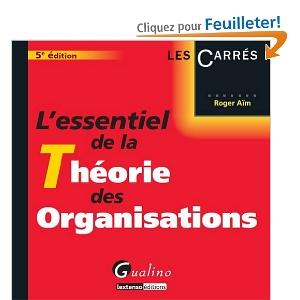 Cliquez pour Feuilleter!
5e édition
LES CARRÉS
Roger Aïm
L'essentiel
de la
Théorie
des
Organisations
Gualino
lextenso éditions